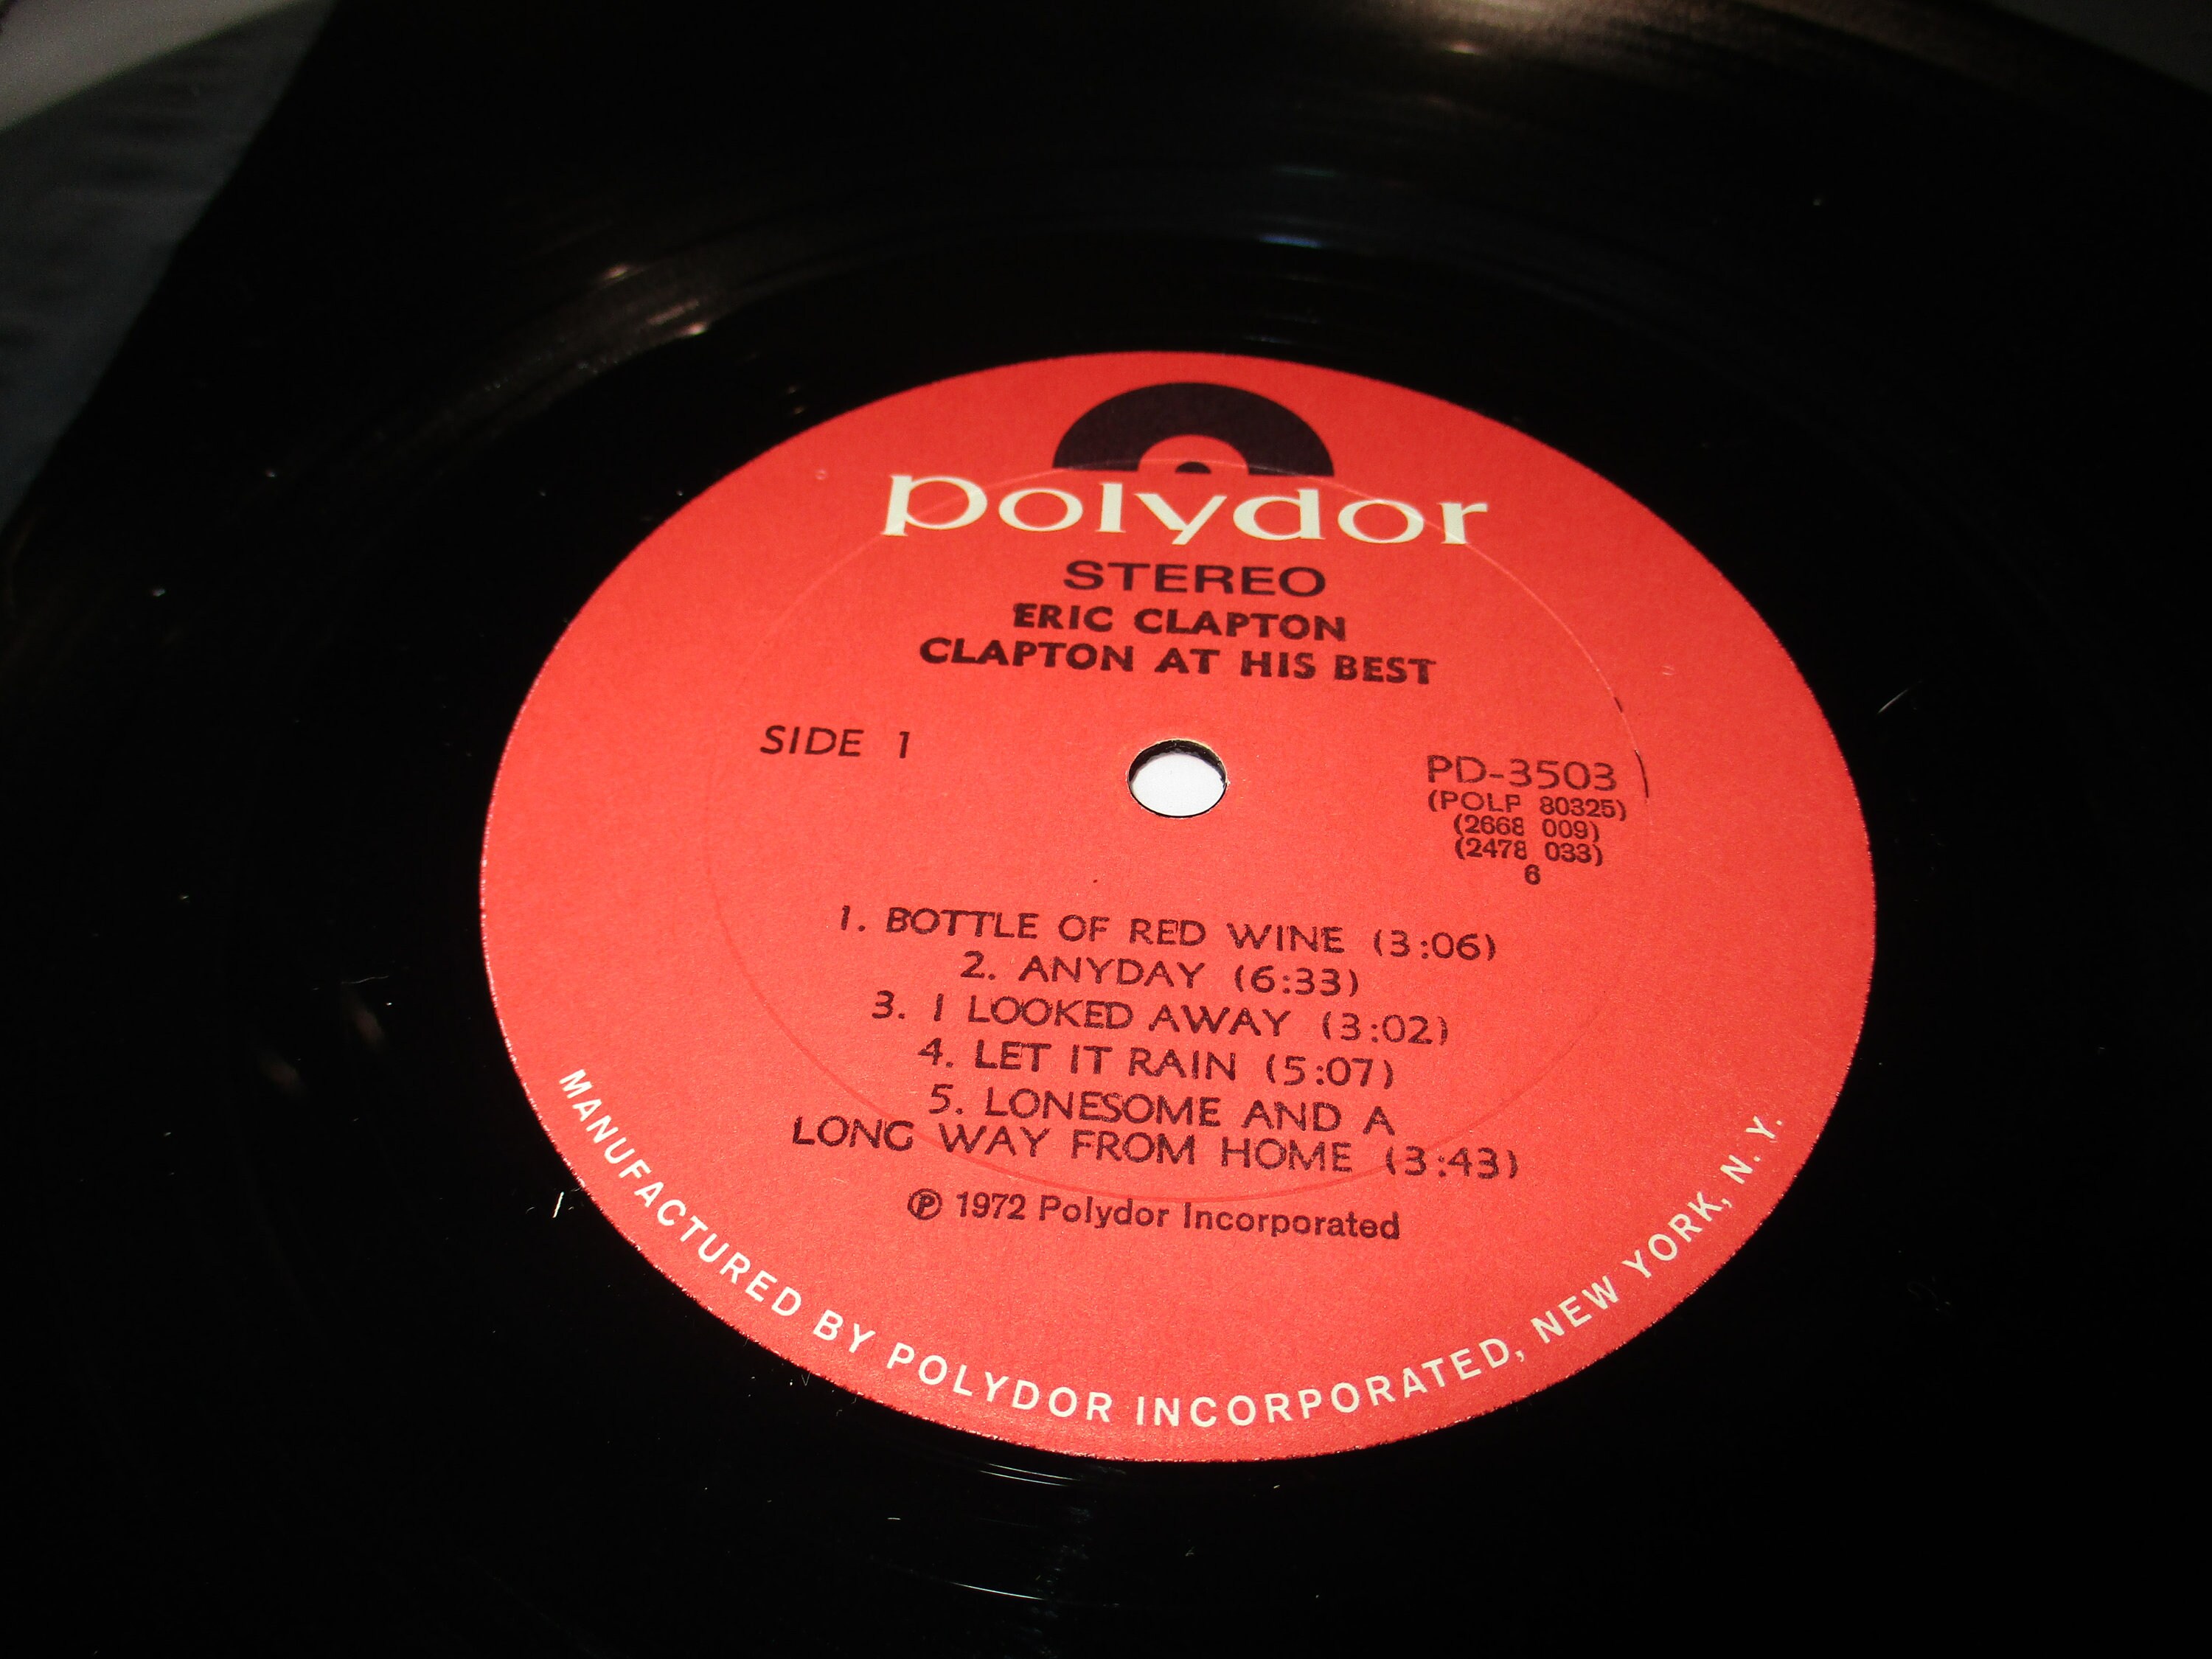 polydor
STEREO
ERIC CLAPTON
CLAPTON AT HIS BEST
SIDE 1
PD-3503
(POLP 80325)
(2668 009)
(2478 033)
6
1. BOTTLE OF RED WINE (3:06)
2. ANYDAY (6:33)
3. I LOOKED AWAY (3:02)
4. LET IT RAIN (5:07)
5. LONESOME AND A
LONG WAY FROM HOME (3:43)
℗ 1972 Polydor Incorporated
MANUFACTURED BY POLYDOR INCORPORATED, NEW YORK, N.Y.